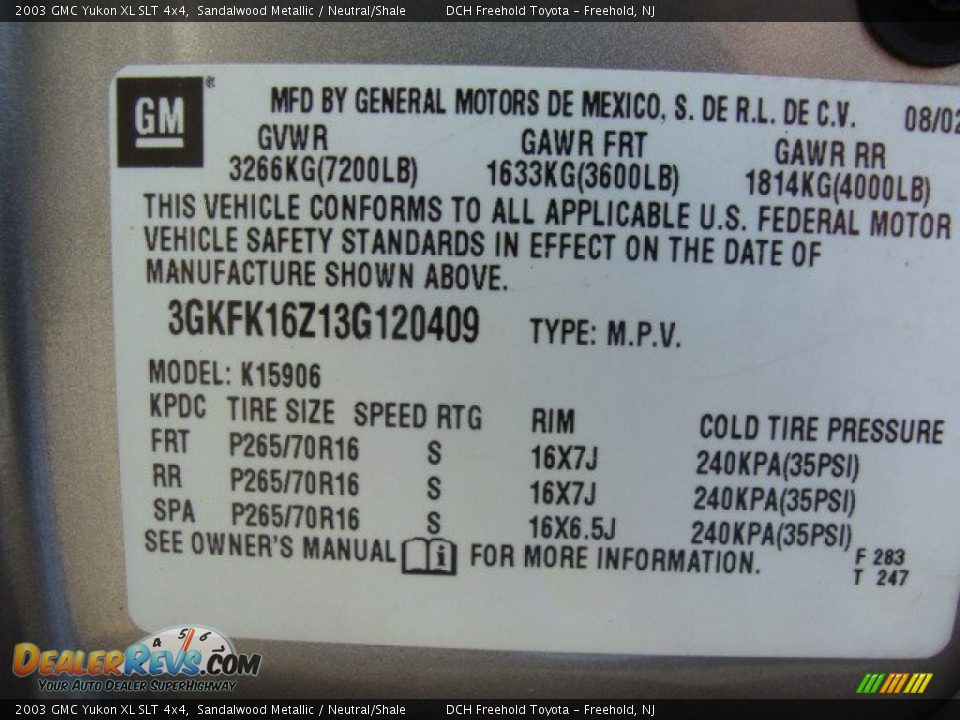 2003 GMC Yukon XL SLT 4x4, Sandalwood Metallic / Neutral/Shale DCH Freehold Toyota - Freehold, NJ
GM ®
MFD BY GENERAL MOTORS DE MEXICO, S. DE R.L. DE C.V. 08/02
GVWR GAWR FRT GAWR RR
3266KG(7200LB) 1633KG(3600LB) 1814KG(4000LB)
THIS VEHICLE CONFORMS TO ALL APPLICABLE U.S. FEDERAL MOTOR
VEHICLE SAFETY STANDARDS IN EFFECT ON THE DATE OF
MANUFACTURE SHOWN ABOVE.
3GKFK16Z13G120409 TYPE: M.P.V.
MODEL: K15906
KPDC TIRE SIZE SPEED RTG RIM COLD TIRE PRESSURE
FRT P265/70R16 S 16X7J 240KPA(35PSI)
RR P265/70R16 S 16X7J 240KPA(35PSI)
SPA P265/70R16 S 16X6.5J 240KPA(35PSI)
SEE OWNER'S MANUAL i FOR MORE INFORMATION.
F 283
T 247
4 5 6 7
DEALERREVS.COM
YOUR AUTO DEALER SUPERHIGHWAY
2003 GMC Yukon XL SLT 4x4, Sandalwood Metallic / Neutral/Shale DCH Freehold Toyota - Freehold, NJ